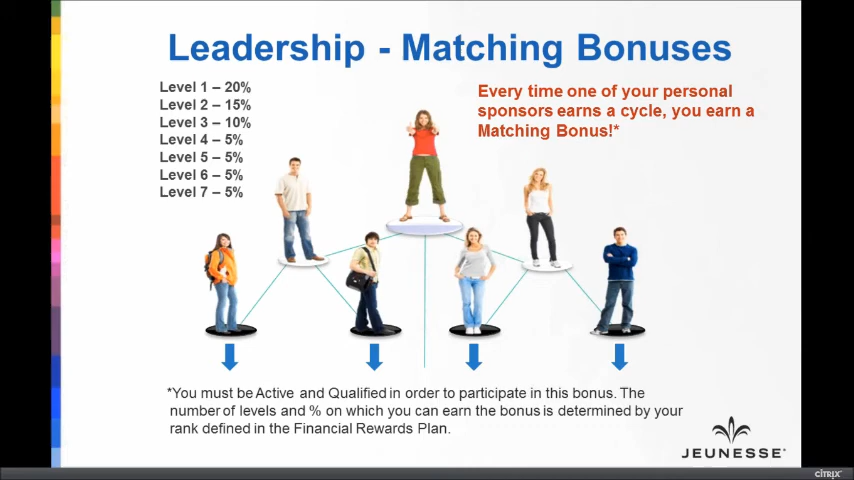 Leadership - Matching Bonuses
Level 1 – 20%
Level 2 – 15%
Level 3 – 10%
Level 4 – 5%
Level 5 – 5%
Level 6 – 5%
Level 7 – 5%
Every time one of your personal
sponsors earns a cycle, you earn a
Matching Bonus!*
*You must be Active and Qualified in order to participate in this bonus. The
number of levels and % on which you can earn the bonus is determined by your
rank defined in the Financial Rewards Plan.
JEUNESSE
CİTRIX